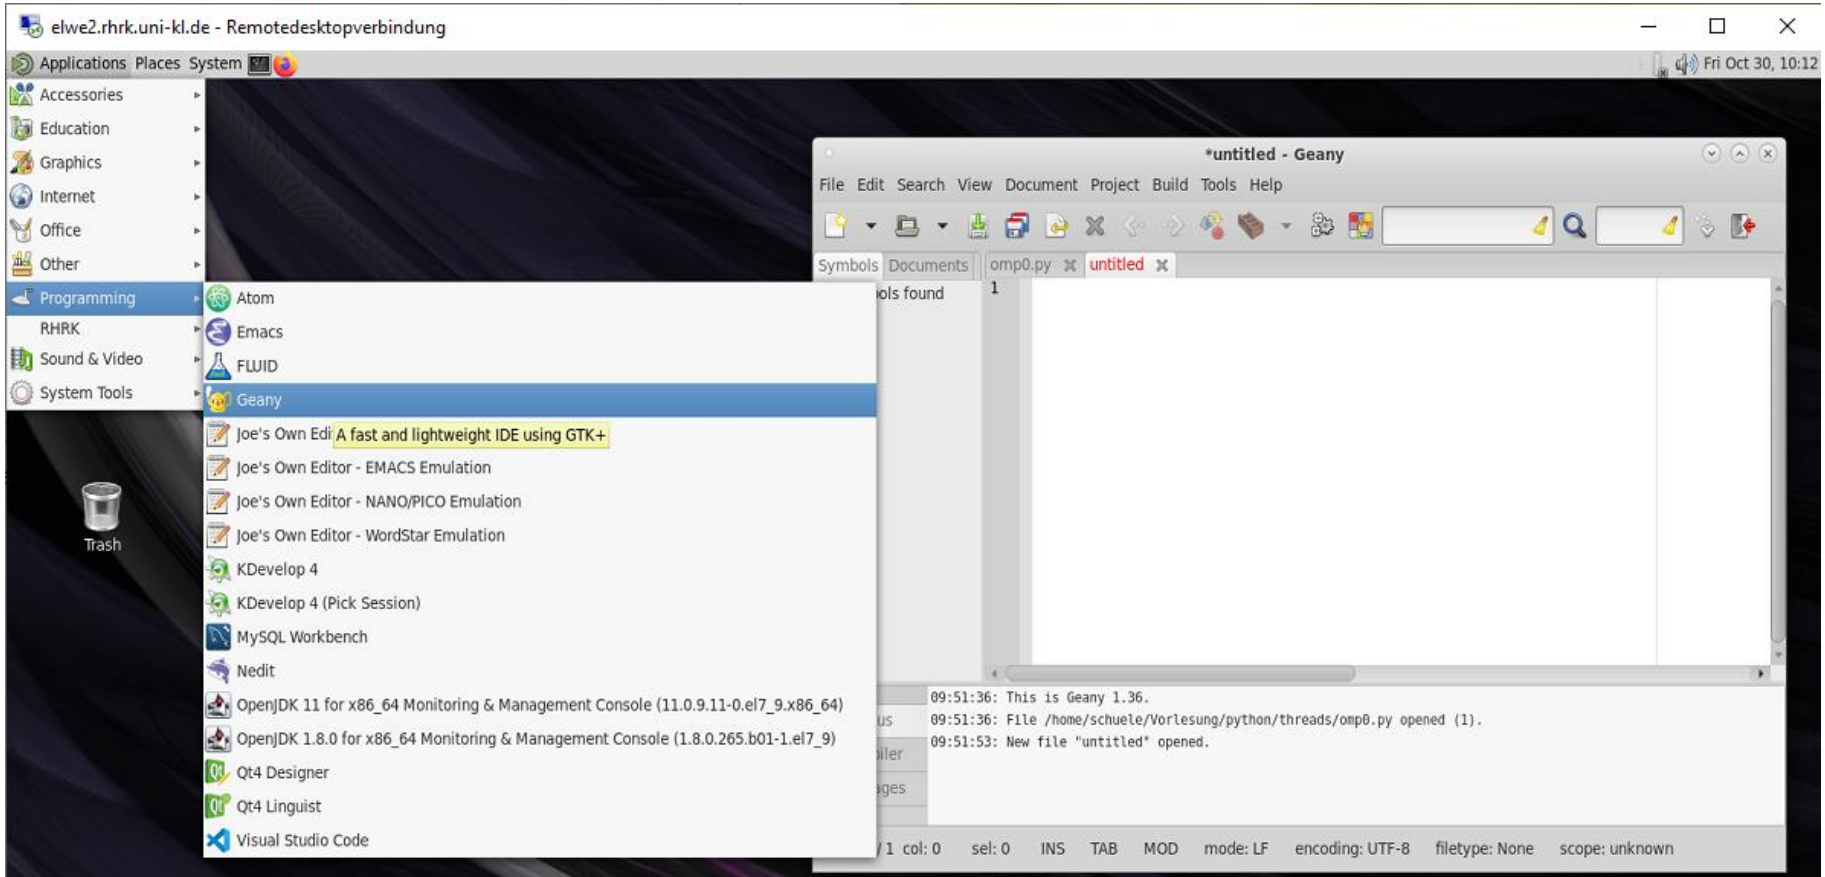 elwe2.rhrk.uni-kl.de - Remotedesktopverbindung
Applications Places System
Fri Oct 30, 10:12
Accessories
Education
Graphics
Internet
Office
Other
Programming
RHRK
Sound & Video
System Tools
Atom
Emacs
FLUID
Geany
Joe's Own Edi
A fast and lightweight IDE using GTK+
Joe's Own Editor - EMACS Emulation
Joe's Own Editor - NANO/PICO Emulation
Joe's Own Editor - WordStar Emulation
KDevelop 4
KDevelop 4 (Pick Session)
MySQL Workbench
Nedit
OpenJDK 11 for x86_64 Monitoring & Management Console (11.0.9.11-0.el7_9.x86_64)
OpenJDK 1.8.0 for x86_64 Monitoring & Management Console (1.8.0.265.b01-1.el7_9)
Qt4 Designer
Qt4 Linguist
Visual Studio Code
Trash
*untitled - Geany
File Edit Search View Document Project Build Tools Help
Symbols Documents omp0.py untitled
ols found
1
09:51:36: This is Geany 1.36.
us
09:51:36: File /home/schuele/Vorlesung/python/threads/omp0.py opened (1).
09:51:53: New file "untitled" opened.
iler
ages
/ 1 col: 0 sel: 0 INS TAB MOD mode: LF encoding: UTF-8 filetype: None scope: unknown